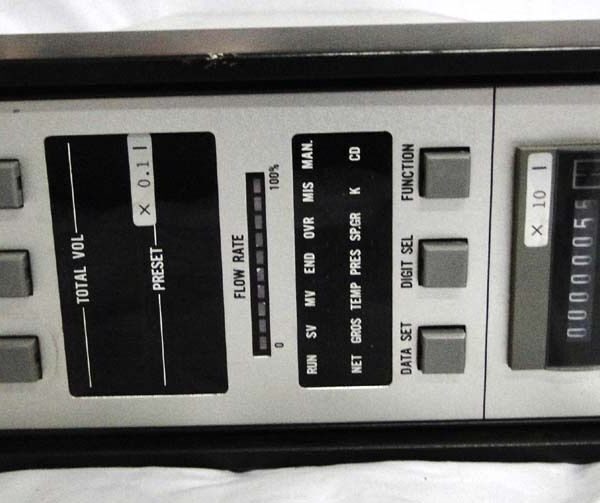 TOTAL VOL
PRESET
× 0.1 l
FLOW RATE
0 100%
RUN SV MV END OVR MIS MAN.
NET GROS TEMP PRES SP.GR K CD
DATA SET DIGIT SEL FUNCTION
× 10 l